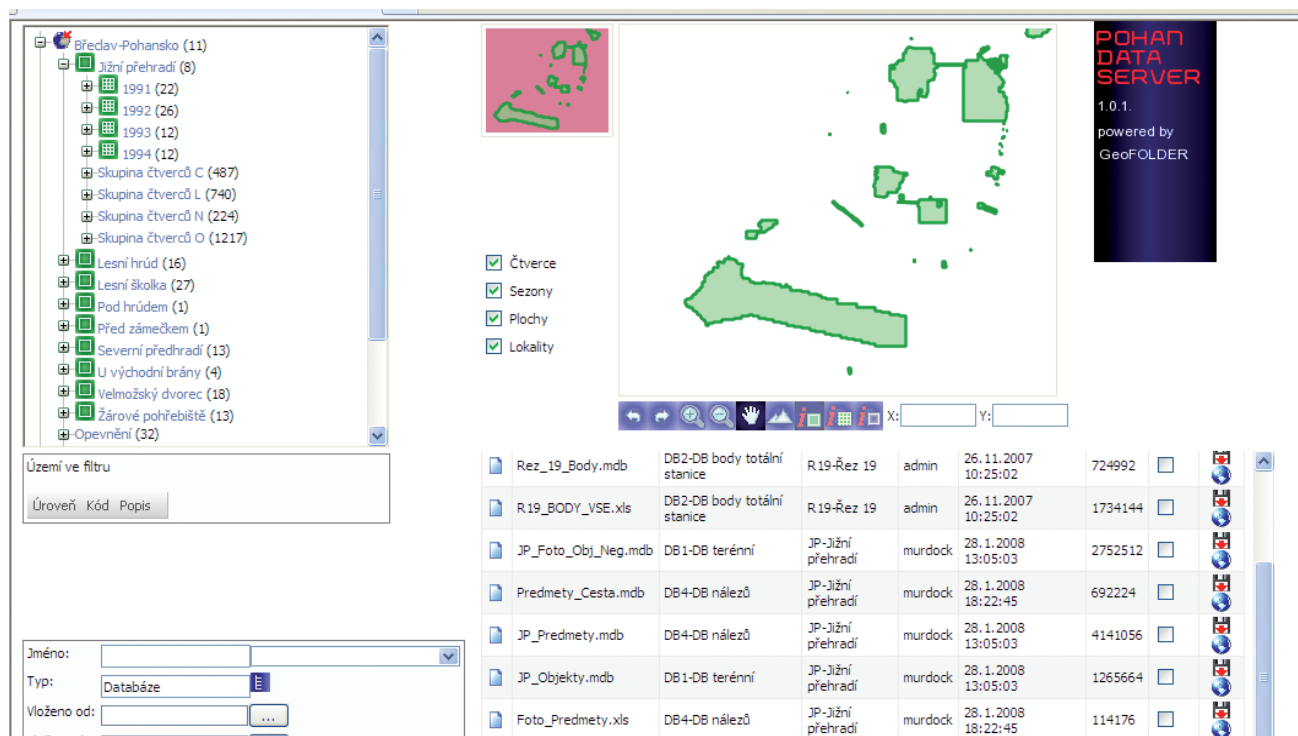 Břeclav-Pohansko (11)
Jižní přehradí (8)
1991 (22)
1992 (26)
1993 (12)
1994 (12)
Skupina čtverců C (487)
Skupina čtverců L (740)
Skupina čtverců N (224)
Skupina čtverců O (1217)
Lesní hrúd (16)
Lesní školka (27)
Pod hrúdem (1)
Před zámečkem (1)
Severní předhradí (13)
U východní brány (4)
Velmožský dvorec (18)
Žárové pohřebiště (13)
Opevnění (32)
Území ve filtru
Úroveň Kód Popis
Jméno:
Typ: Databáze
Vloženo od: ...
Čtverce
Sezony
Plochy
Lokality
X: Y:
POHAN
DATA
SERVER
1.0.1.
powered by
GeoFOLDER
Rez_19_Body.mdb DB2-DB body totální stanice R19-Řez 19 admin 26.11.2007 10:25:02 724992
R19_BODY_VSE.xls DB2-DB body totální stanice R19-Řez 19 admin 26.11.2007 10:25:02 1734144
JP_Foto_Obj_Neg.mdb DB1-DB terénní JP-Jižní přehradí murdock 28.1.2008 13:05:03 2752512
Predmety_Cesta.mdb DB4-DB nálezů JP-Jižní přehradí murdock 28.1.2008 18:22:45 692224
JP_Predmety.mdb DB4-DB nálezů JP-Jižní přehradí murdock 28.1.2008 13:05:03 4141056
JP_Objekty.mdb DB1-DB terénní JP-Jižní přehradí murdock 28.1.2008 13:05:03 1265664
Foto_Predmety.xls DB4-DB nálezů JP-Jižní přehradí murdock 28.1.2008 18:22:45 114176